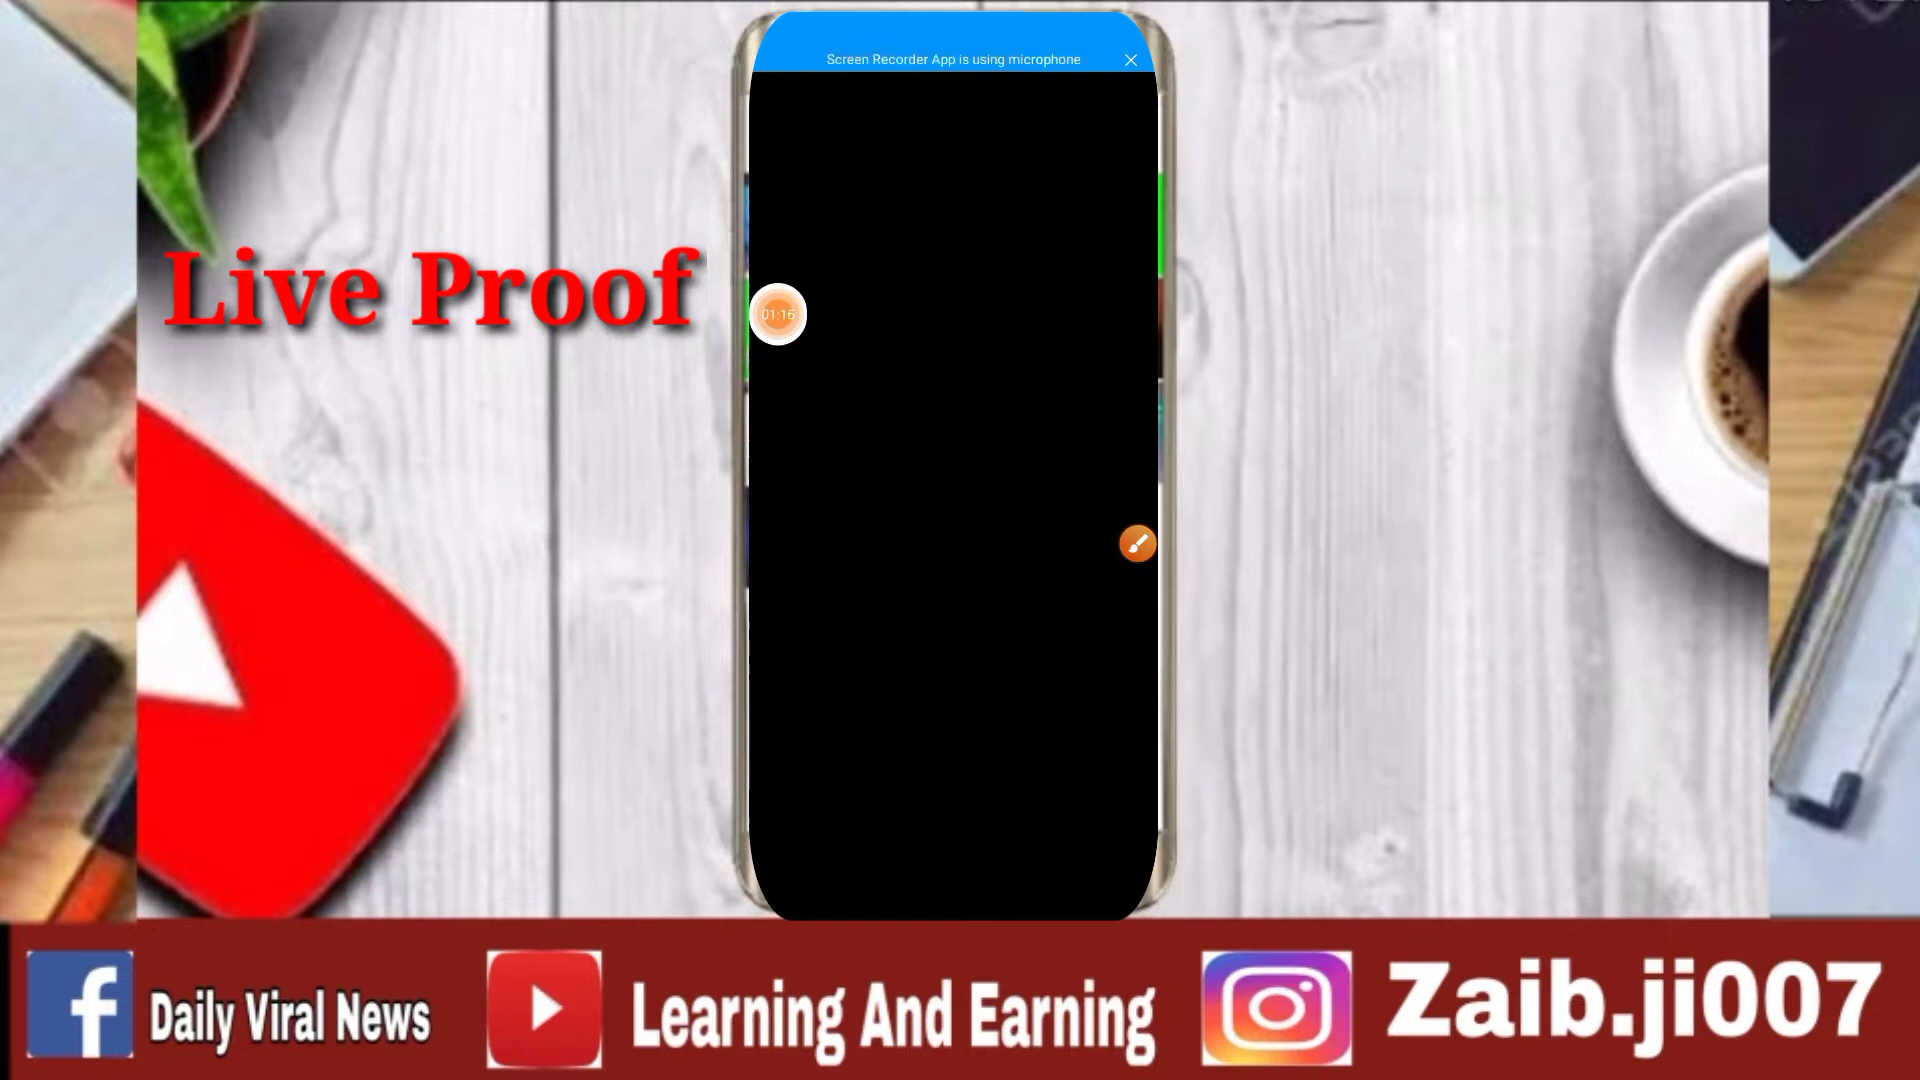 Screen Recorder App is using microphone
Live Proof
01:16
Daily Viral News
Learning And Earning
Zaib.ji007